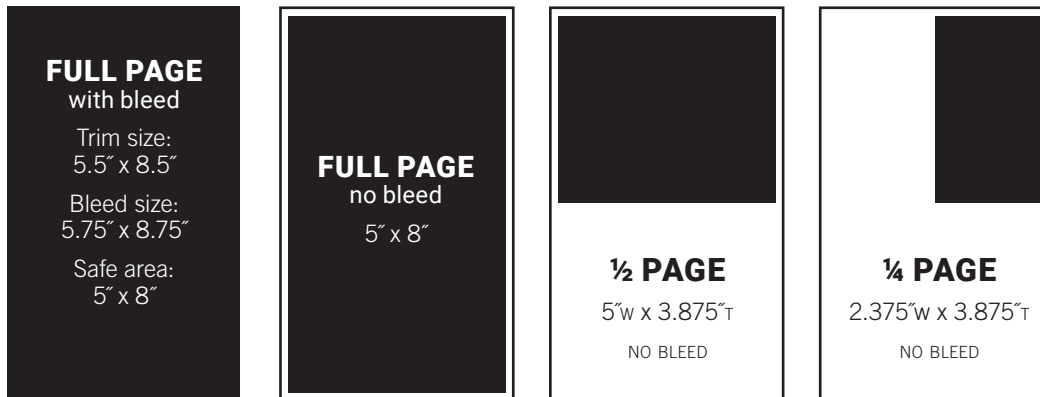 FULL PAGE
with bleed
Trim size:
5.5˝ x 8.5˝
Bleed size:
5.75˝ x 8.75˝
Safe area:
5˝ x 8˝
FULL PAGE
no bleed
5˝ x 8˝
½ PAGE
5˝W x 3.875˝T
NO BLEED
¼ PAGE
2.375˝W x 3.875˝T
NO BLEED